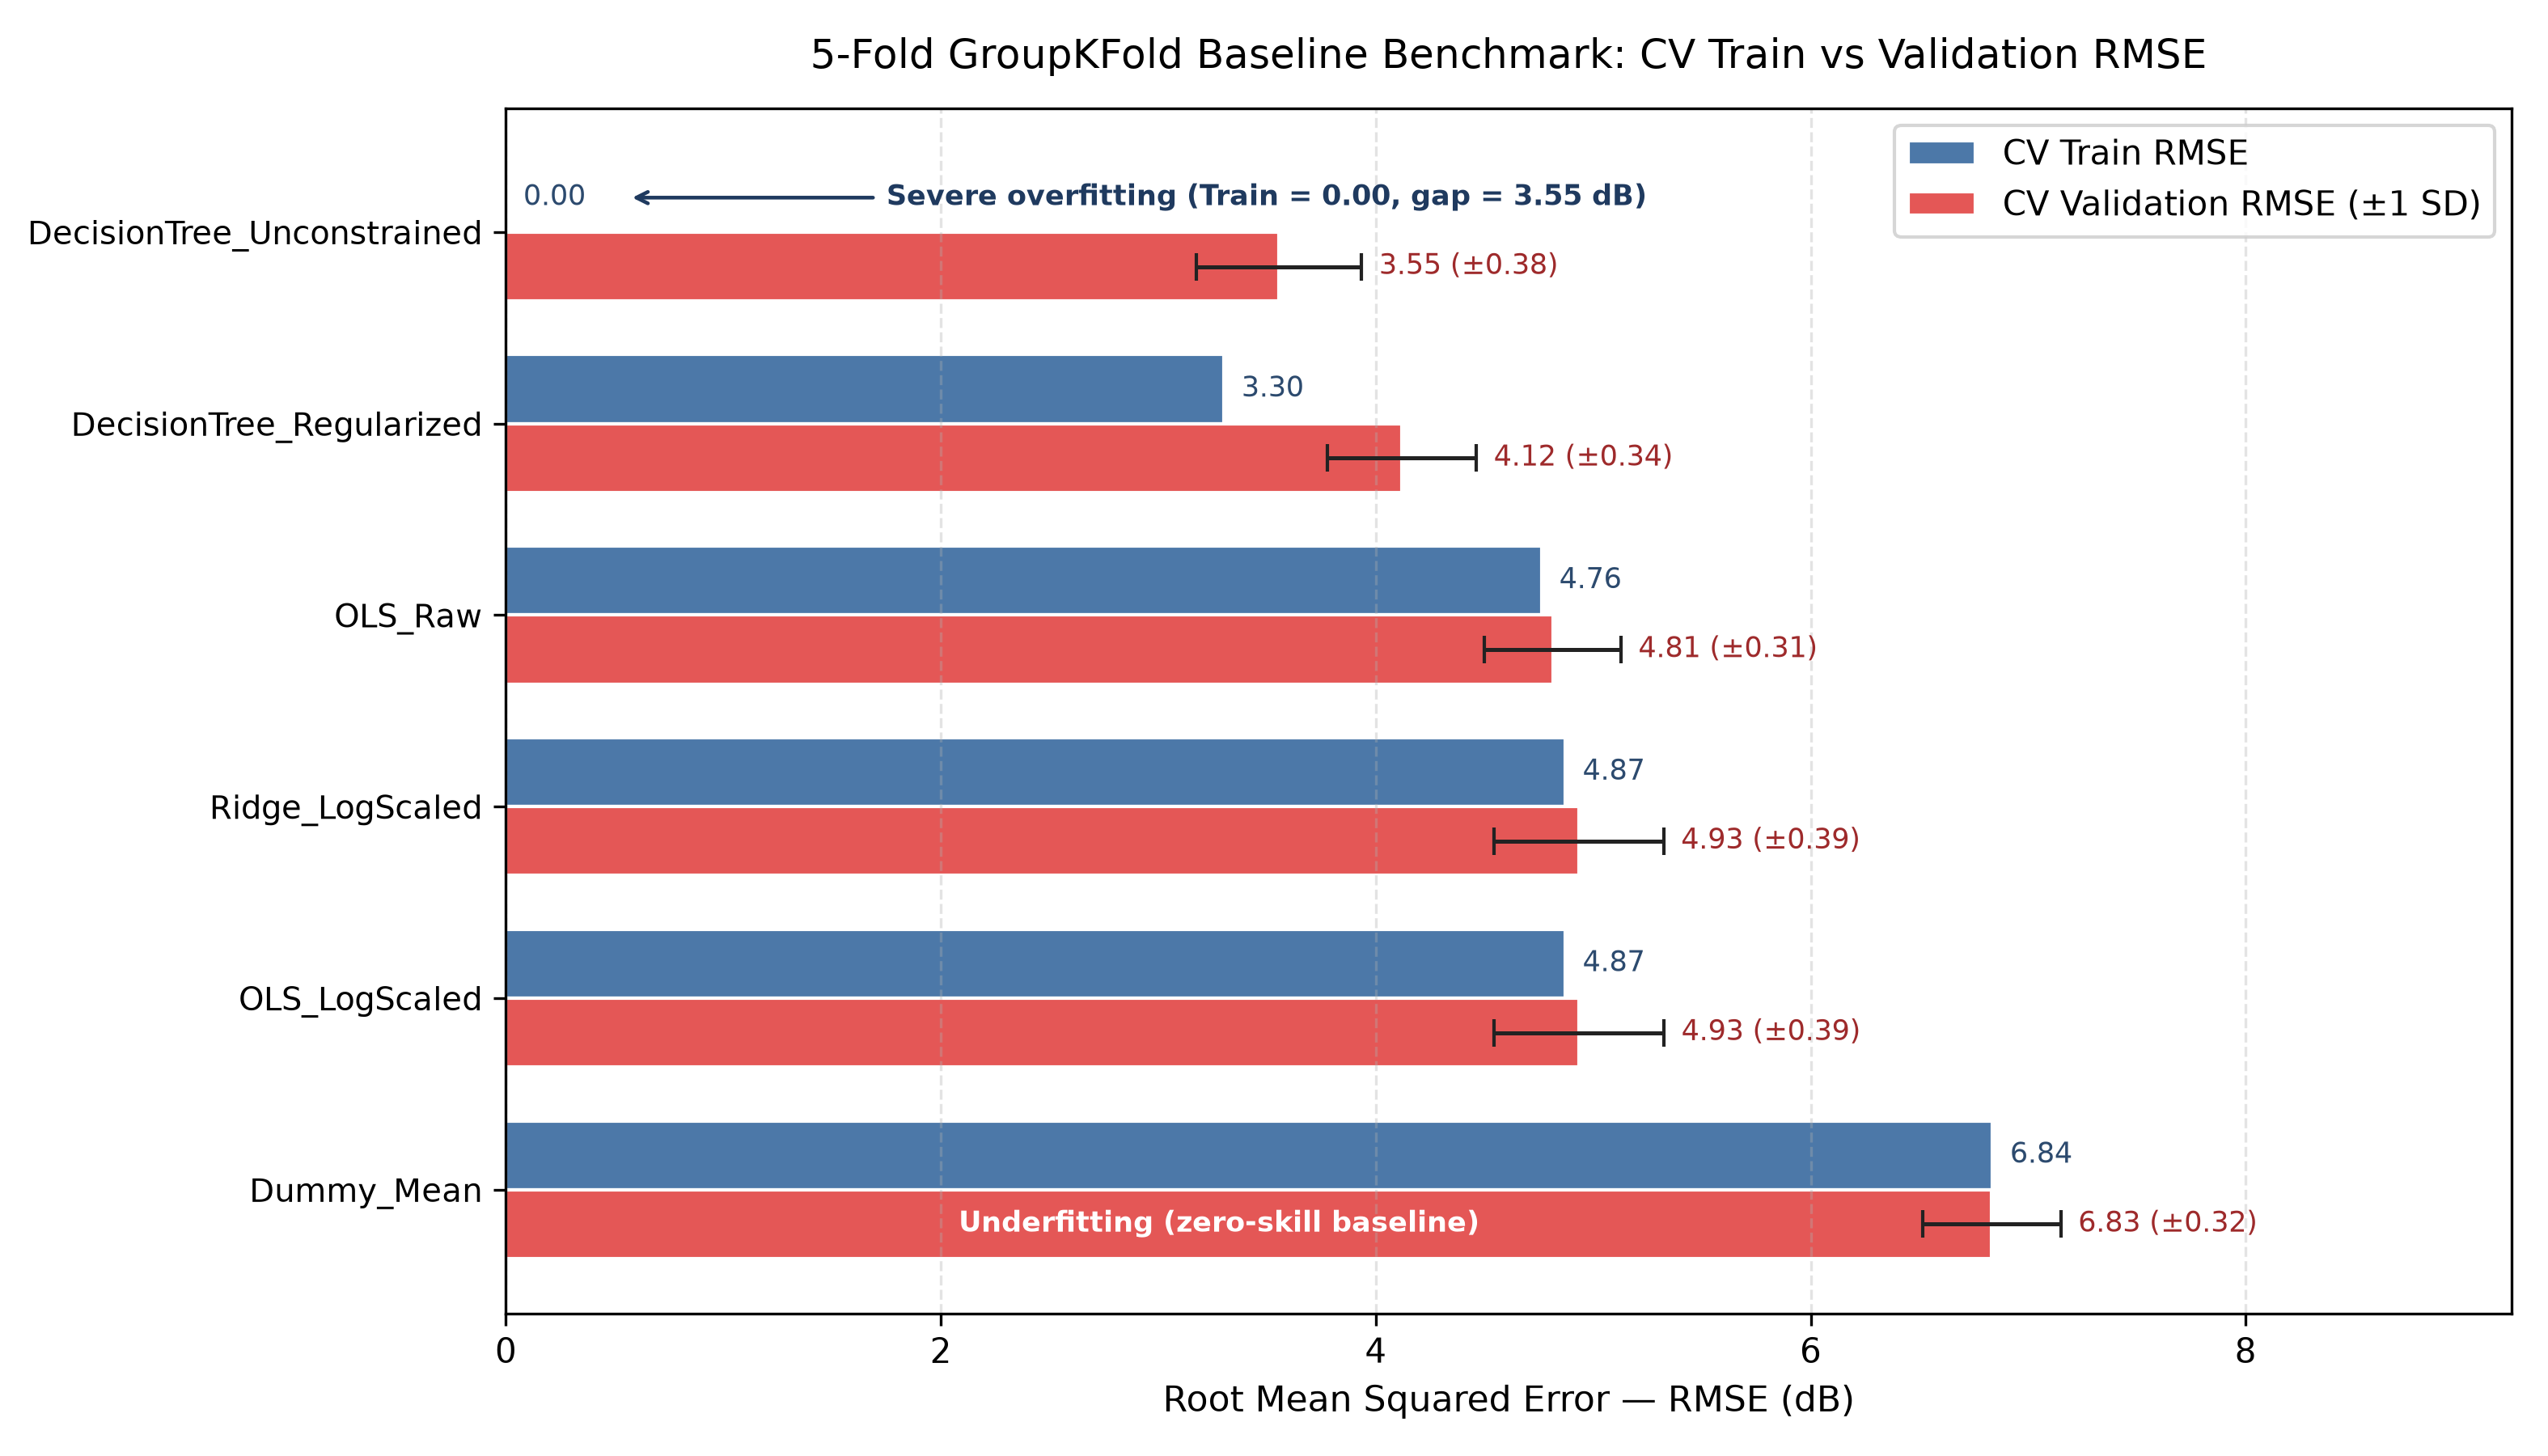 5-Fold GroupKFold Baseline Benchmark: CV Train vs Validation RMSE
CV Train RMSE
CV Validation RMSE (±1 SD)
DecisionTree_Unconstrained
0.00
Severe overfitting (Train = 0.00, gap = 3.55 dB)
3.55 (±0.38)
DecisionTree_Regularized
3.30
4.12 (±0.34)
OLS_Raw
4.76
4.81 (±0.31)
Ridge_LogScaled
4.87
4.93 (±0.39)
OLS_LogScaled
4.87
4.93 (±0.39)
Dummy_Mean
6.84
Underfitting (zero-skill baseline)
6.83 (±0.32)
0 2 4 6 8
Root Mean Squared Error — RMSE (dB)